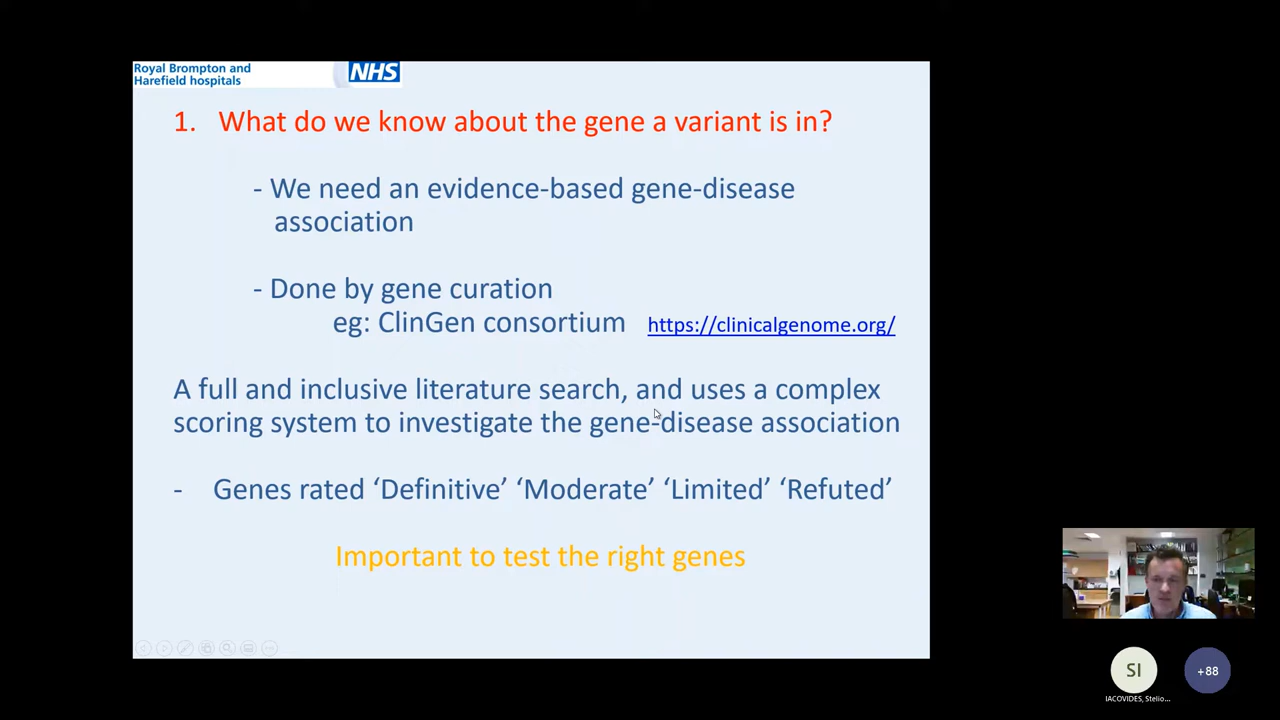 Royal Brompton and
Harefield hospitals
NHS
1. What do we know about the gene a variant is in?
- We need an evidence-based gene-disease
association
- Done by gene curation
eg: ClinGen consortium https://clinicalgenome.org/
A full and inclusive literature search, and uses a complex
scoring system to investigate the gene-disease association
- Genes rated ‘Definitive’ ‘Moderate’ ‘Limited’ ‘Refuted’
Important to test the right genes
SI
+88
IACOVIDES, Stelio...